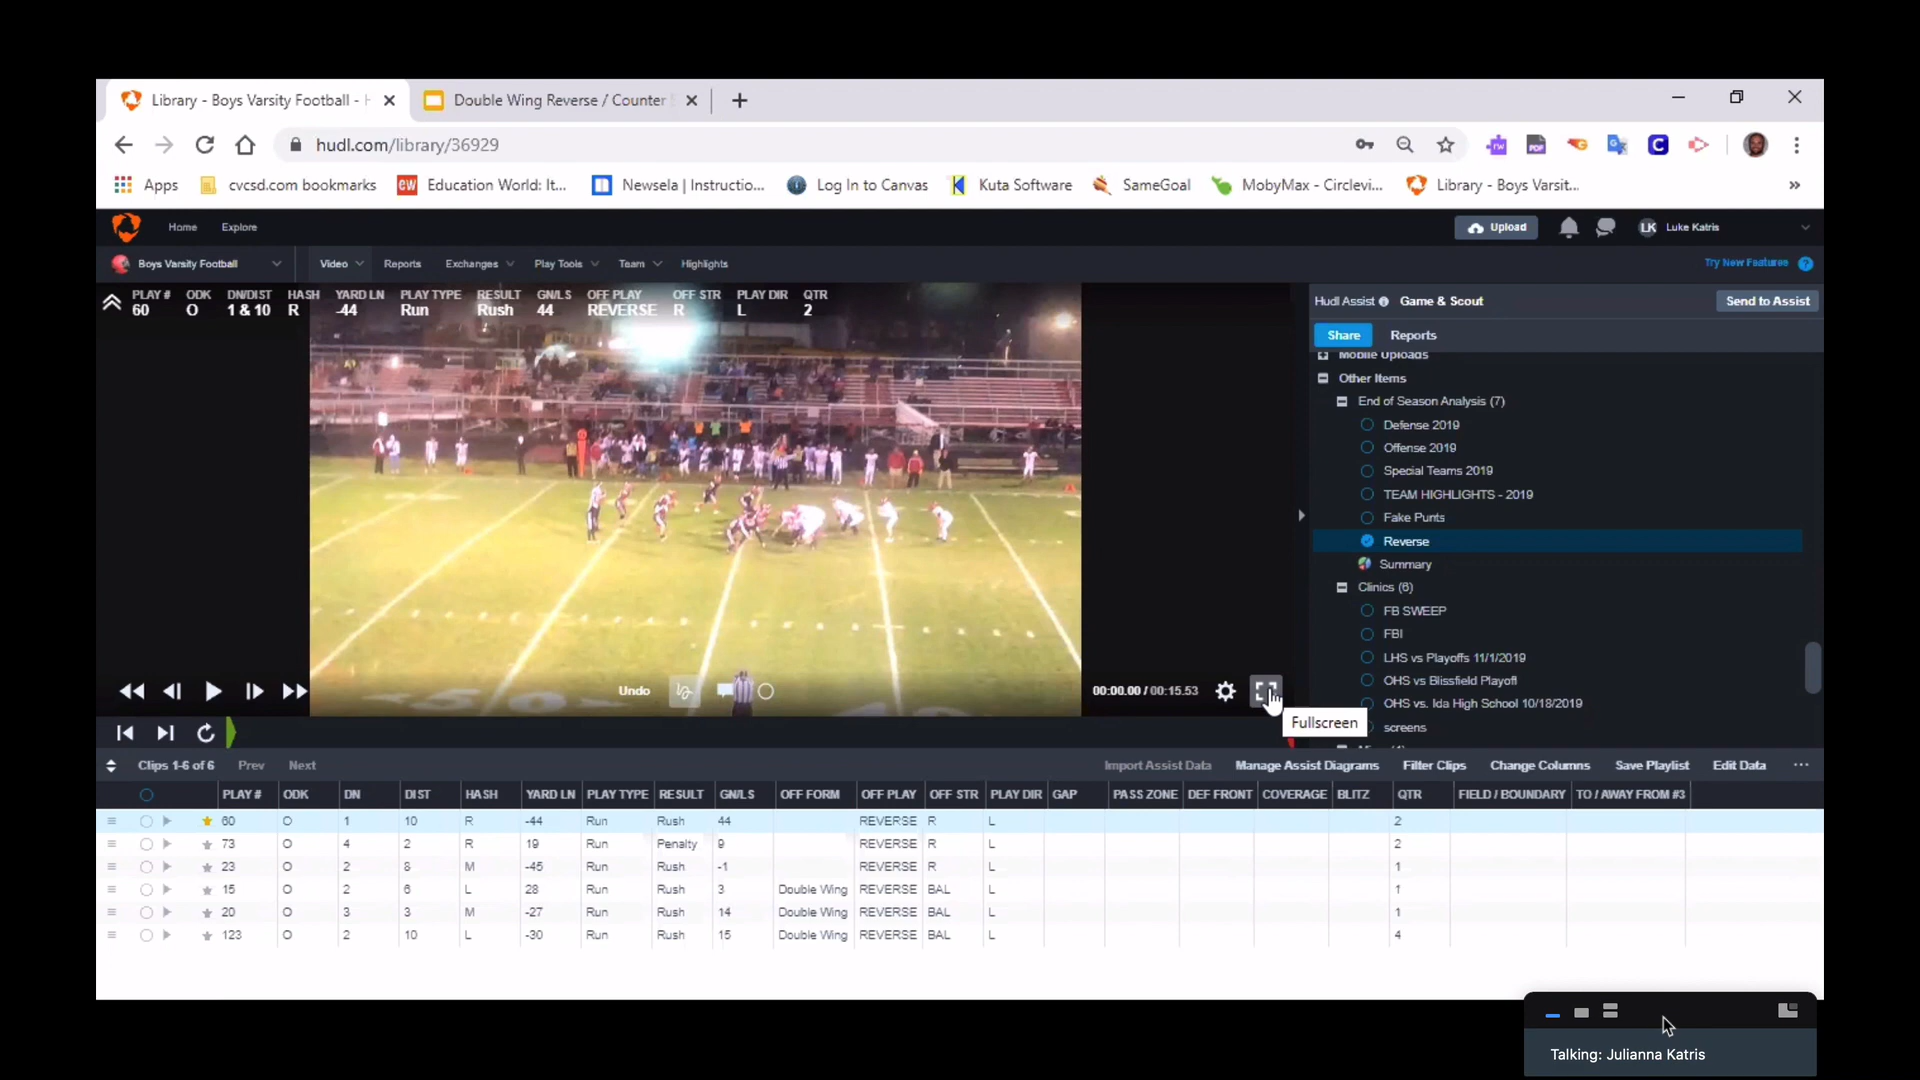 Library - Boys Varsity Football - H
Double Wing Reverse / Counter
hudl.com/library/36929
Apps
cvcsd.com bookmarks
Education World: It...
Newsela | Instructio...
Log In to Canvas
Kuta Software
SameGoal
MobyMax - Circlevi...
Library - Boys Varsit...
»
Home
Explore
Upload
LK
Luke Katris
Boys Varsity Football
Video
Reports
Exchanges
Play Tools
Team
Highlights
Try New Features
?
PLAY # ODK DN/DIST HASH YARD LN PLAY TYPE RESULT GN/LS OFF PLAY OFF STR PLAY DIR QTR
60 O 1 & 10 R -44 Run Rush 44 REVERSE R L 2
Hudl Assist
Game & Scout
Send to Assist
Share
Reports
Mobile Uploads
Other Items
End of Season Analysis (7)
Defense 2019
Offense 2019
Special Teams 2019
TEAM HIGHLIGHTS - 2019
Fake Punts
Reverse
Summary
Clinics (6)
FB SWEEP
FBI
LHS vs Playoffs 11/1/2019
OHS vs Blissfield Playoff
OHS vs. Ida High School 10/18/2019
screens
Undo
00:00.00 / 00:15.53
Fullscreen
Clips 1-6 of 6
Prev
Next
Import Assist Data
Manage Assist Diagrams
Filter Clips
Change Columns
Save Playlist
Edit Data
PLAY # ODK DN DIST HASH YARD LN PLAY TYPE RESULT GN/LS OFF FORM OFF PLAY OFF STR PLAY DIR GAP PASS ZONE DEF FRONT COVERAGE BLITZ QTR FIELD / BOUNDARY TO / AWAY FROM #3
60 O 1 10 R -44 Run Rush 44 REVERSE R L 2
73 O 4 2 R 19 Run Penalty 9 REVERSE R L 2
23 O 2 8 M -45 Run Rush -1 REVERSE R L 1
15 O 2 6 L 28 Run Rush 3 Double Wing REVERSE BAL L 1
20 O 3 3 M -27 Run Rush 14 Double Wing REVERSE BAL L 1
123 O 2 10 L -30 Run Rush 15 Double Wing REVERSE BAL L 4
Talking: Julianna Katris